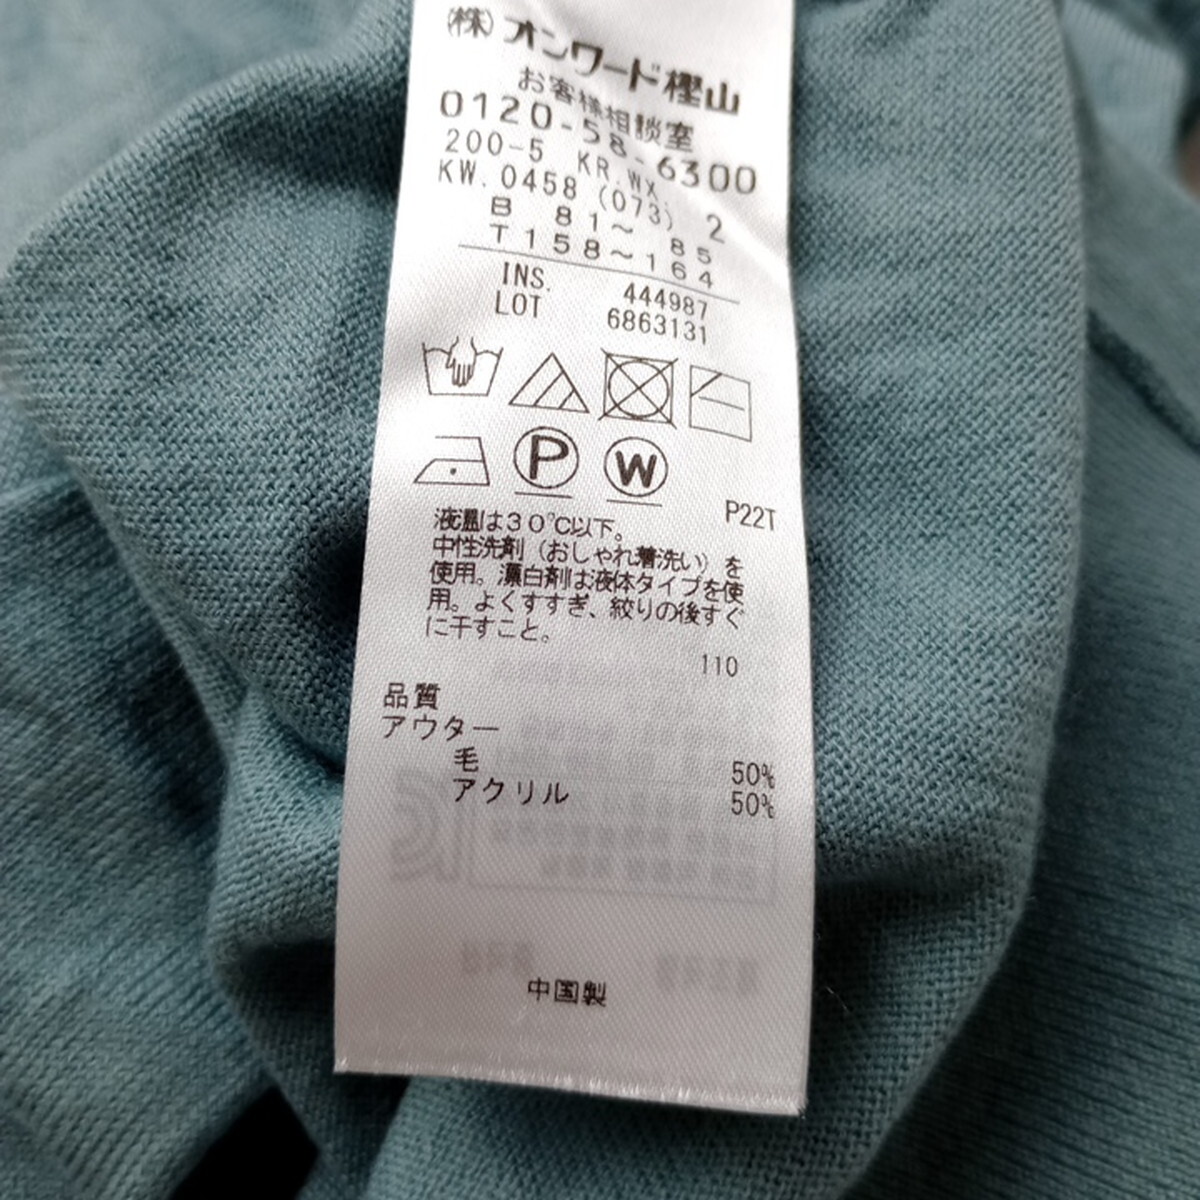 (株)オンワード樫山
お客様相談室
0120-58-6300
200-5 KR.WX.
KW.0458 (073) 2
B 81～ 85
T158～164
INS. 444987
LOT 6863131
P
W
P22T
液温は30℃以下。
中性洗剤（おしゃれ着洗い）を
使用。漂白剤は液体タイプを使
用。よくすすぎ、絞りの後すぐ
に干すこと。
110
品質
アウター
毛 50%
アクリル 50%
中国製